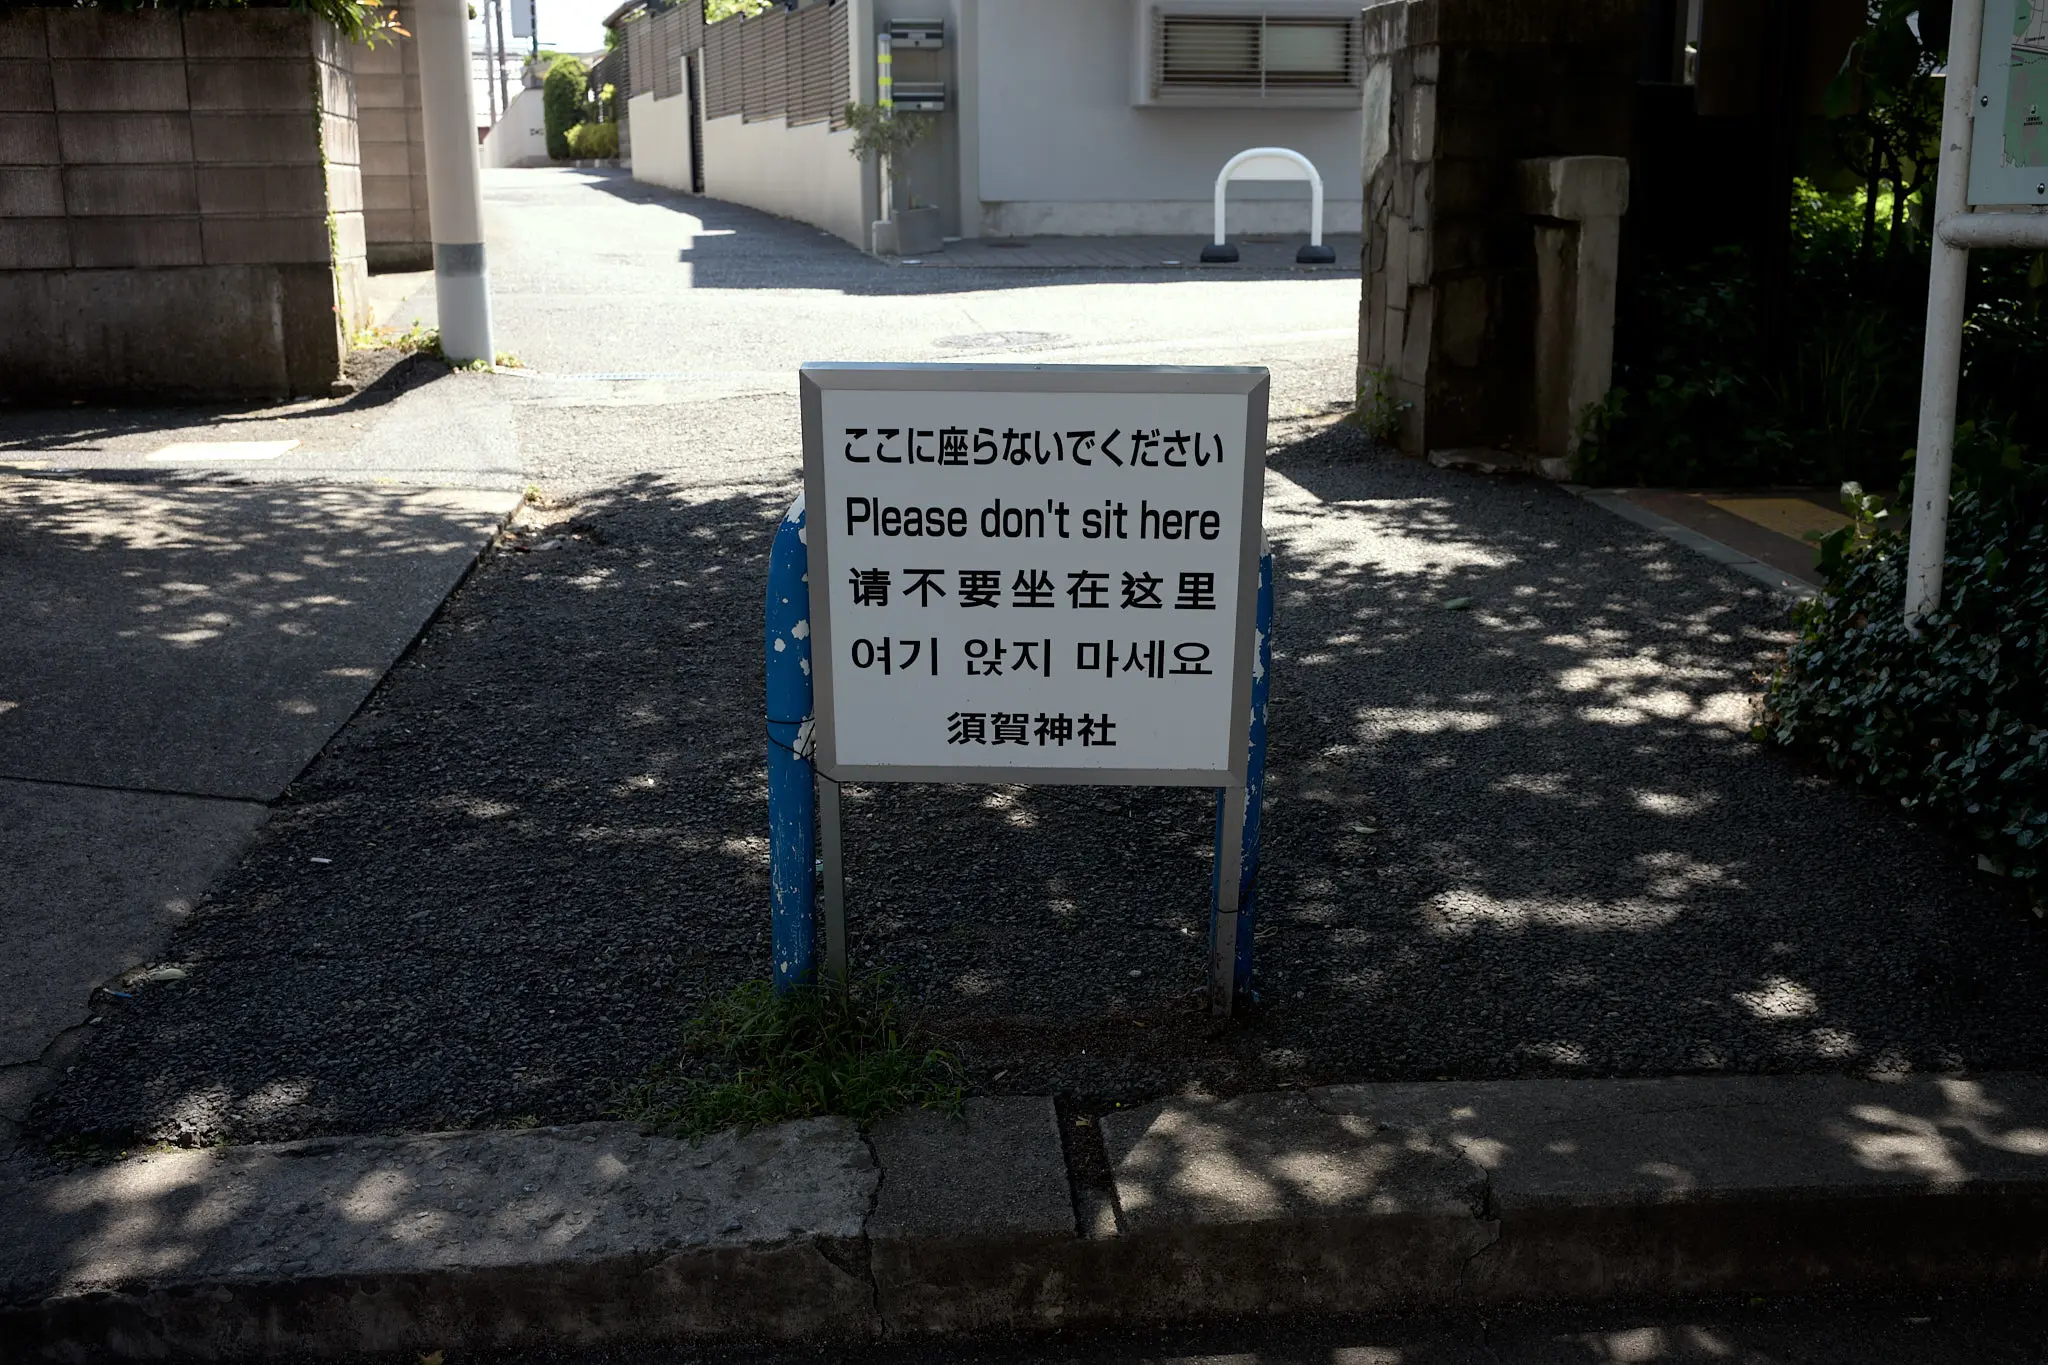 ここに座らないでください
Please don't sit here
请不要坐在这里
여기 앉지 마세요
須賀神社